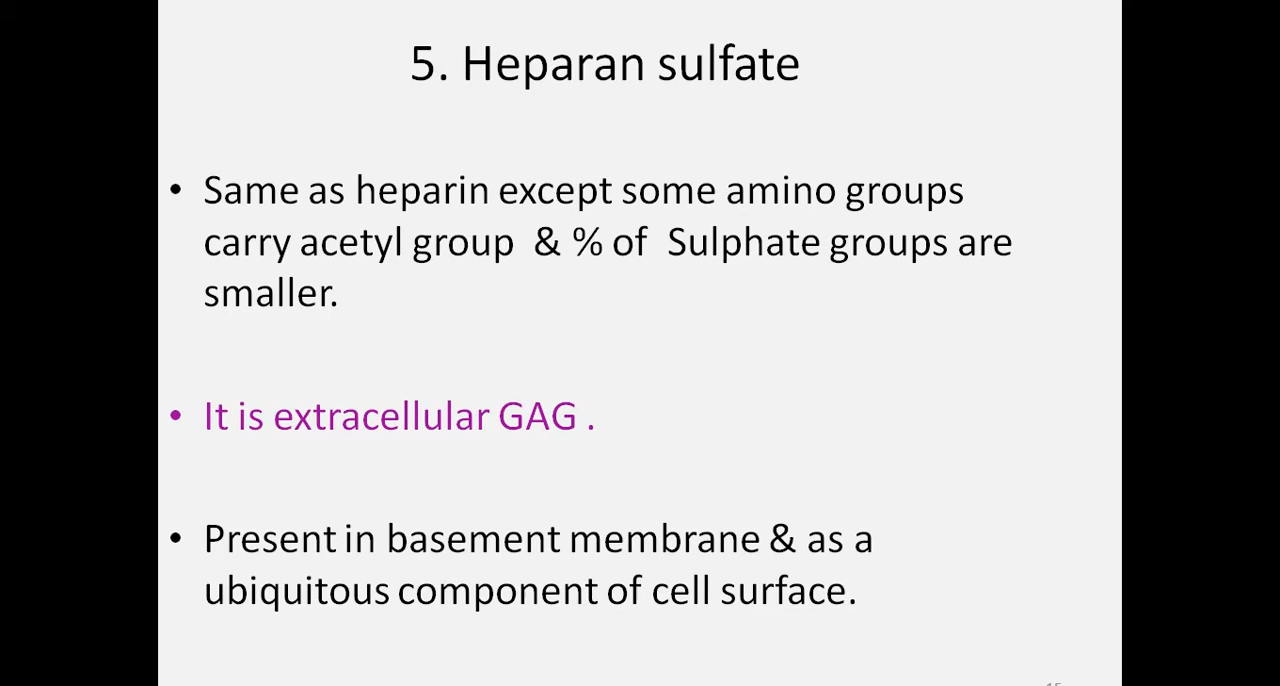 5. Heparan sulfate
• Same as heparin except some amino groups
carry acetyl group & % of Sulphate groups are
smaller.
• It is extracellular GAG .
• Present in basement membrane & as a
ubiquitous component of cell surface.